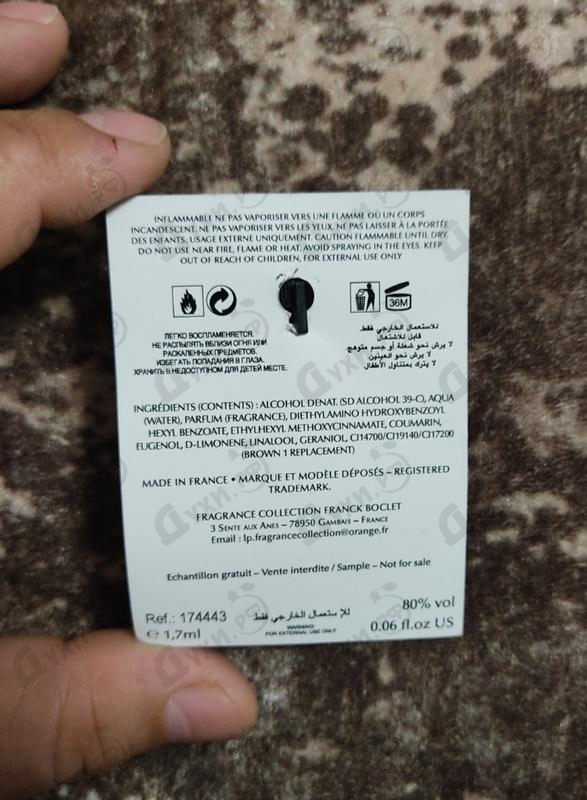 INFLAMMABLE NE PAS VAPORISER VERS UNE FLAMME OU UN CORPS
INCANDESCENT. NE PAS VAPORISER VERS LES YEUX. NE PAS LAISSER À LA PORTÉE
DES ENFANTS. USAGE EXTERNE UNIQUEMENT. CAUTION FLAMMABLE UNTIL DRY.
DO NOT USE NEAR FIRE, FLAME OR HEAT. AVOID SPRAYING IN THE EYES. KEEP
OUT OF REACH OF CHILDREN, FOR EXTERNAL USE ONLY
36M
ЛЕГКО ВОСПЛАМЕНЯЕТСЯ.
НЕ РАСПЫЛЯТЬ ВБЛИЗИ ОГНЯ ИЛИ
РАСКАЛЕННЫХ ПРЕДМЕТОВ.
ИЗБЕГАТЬ ПОПАДАНИЯ В ГЛАЗА.
ХРАНИТЬ В НЕДОСТУПНОМ ДЛЯ ДЕТЕЙ МЕСТЕ.
للاستعمال الخارجي فقط.
قابل للاشتعال
لا يرش نحو شعلة أو جسم متوهج
لا يرش نحو العينين
لا يترك بمتناول الأطفال
INGRÉDIENTS (CONTENTS) : ALCOHOL DENAT. (SD ALCOHOL 39-C), AQUA
(WATER), PARFUM (FRAGRANCE), DIETHYLAMINO HYDROXYBENZOYL
HEXYL BENZOATE, ETHYLHEXYL METHOXYCINNAMATE, COUMARIN,
EUGENOL, D-LIMONENE, LINALOOL, GERANIOL, CI14700/CI19140/CI17200
(BROWN 1 REPLACEMENT)
MADE IN FRANCE • MARQUE ET MODÈLE DÉPOSÉS – REGISTERED
TRADEMARK.
FRAGRANCE COLLECTION FRANCK BOCLET
3 SENTE AUX ANES – 78950 GAMBAIS – FRANCE
Email : lp.fragrancecollection@orange.fr
Echantillon gratuit – Vente interdite / Sample – Not for sale
Ref.: 174443
للإستعمال الخارجي فقط
80% vol
℮ 1,7ml
WARNING:
FOR EXTERNAL USE ONLY
0.06 fl.oz US
Духи.рф